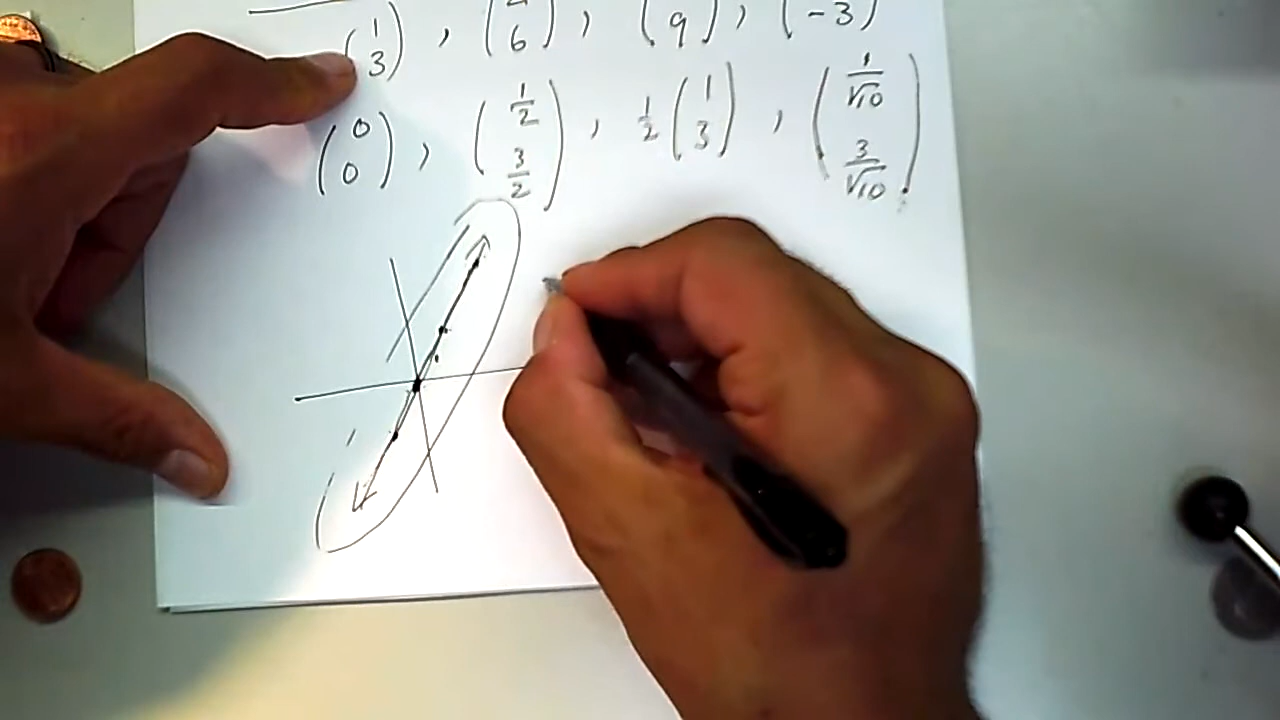 (1 3), ( 6), ( 9), (-3)
(0 0), (1/2 3/2), 1/2 (1 3), (1/√10 3/√10)